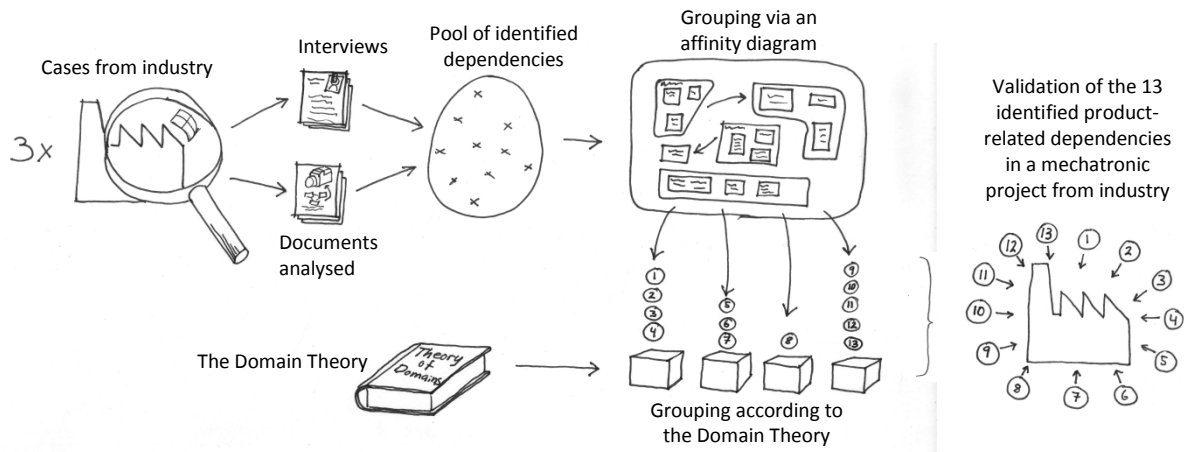 Cases from industry
3x
Interviews
Documents
analysed
Pool of identified
dependencies
Grouping via an
affinity diagram
1
2
3
4
5
6
7
8
9
10
11
12
13
The Domain Theory
Theory
of
Domains
Grouping according to
the Domain Theory
Validation of the 13
identified product-
related dependencies
in a mechatronic
project from industry
1
2
3
4
5
6
7
8
9
10
11
12
13